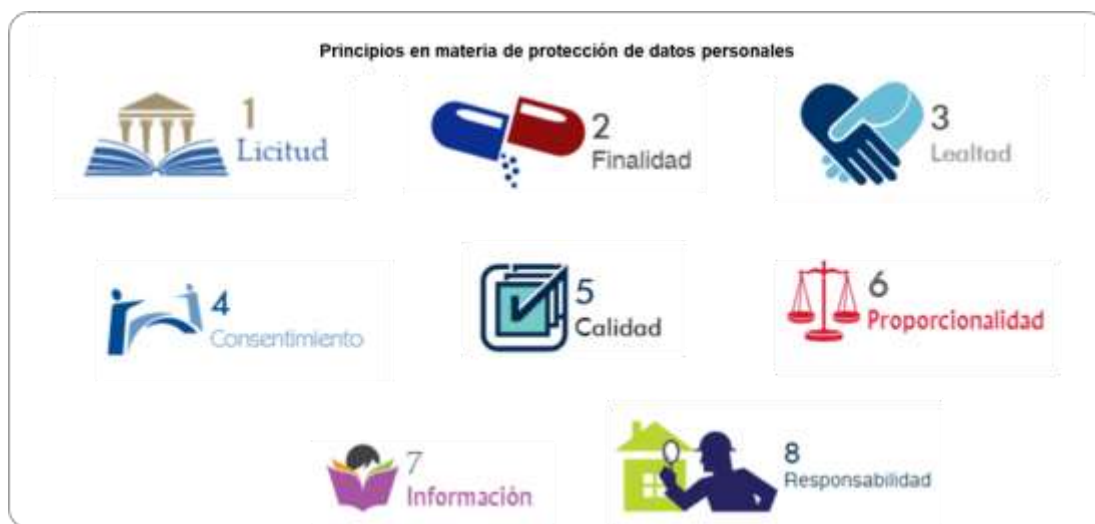 Principios en materia de protección de datos personales
1
Licitud
2
Finalidad
3
Lealtad
4
Consentimiento
5
Calidad
6
Proporcionalidad
7
Información
8
Responsabilidad